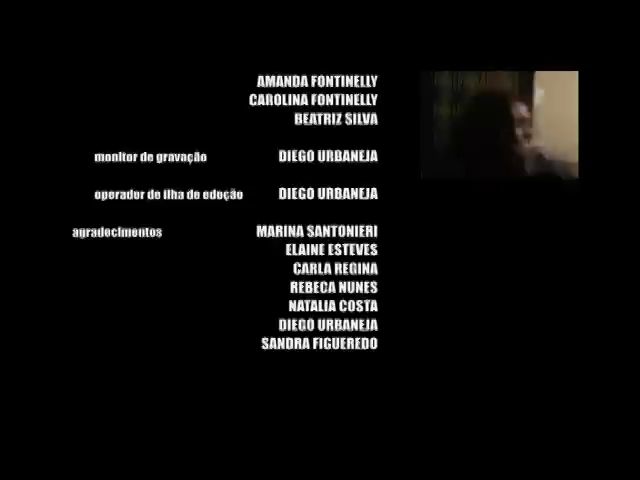 AMANDA FONTINELLY
CAROLINA FONTINELLY
BEATRIZ SILVA
monitor de gravação DIEGO URBANEJA
operador de ilha de edição DIEGO URBANEJA
agradecimentos MARINA SANTONIERI
ELAINE ESTEVES
CARLA REGINA
REBECA NUNES
NATALIA COSTA
DIEGO URBANEJA
SANDRA FIGUEREDO